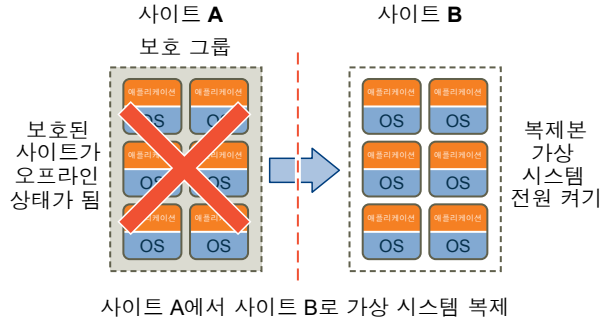 사이트 A
사이트 B
보호 그룹
보호된
사이트가
오프라인
상태가 됨
애플리케이션
애플리케이션
OS
OS
애플리케이션
애플리케이션
OS
OS
애플리케이션
애플리케이션
OS
OS
애플리케이션
애플리케이션
OS
OS
애플리케이션
애플리케이션
OS
OS
애플리케이션
애플리케이션
OS
OS
복제본
가상
시스템
전원 켜기
사이트 A에서 사이트 B로 가상 시스템 복제